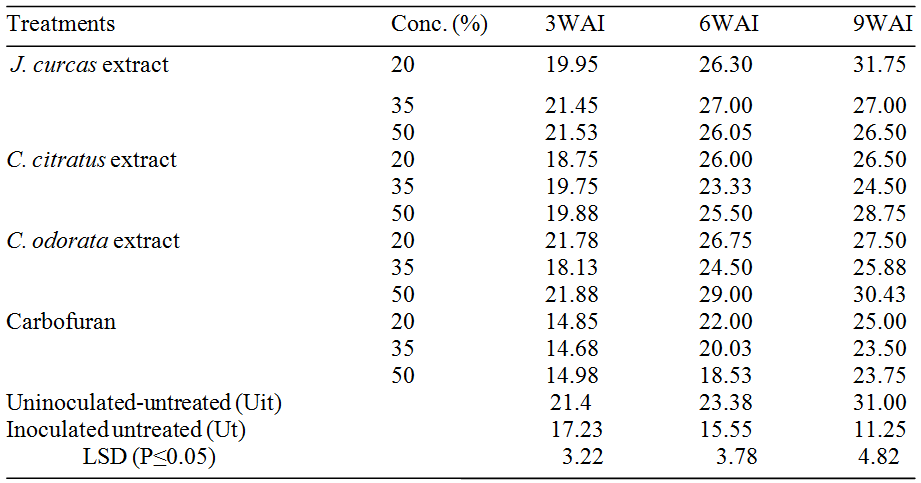 Treatments Conc. (%) 3WAI 6WAI 9WAI
J. curcas extract 20 19.95 26.30 31.75
35 21.45 27.00 27.00
50 21.53 26.05 26.50
C. citratus extract 20 18.75 26.00 26.50
35 19.75 23.33 24.50
50 19.88 25.50 28.75
C. odorata extract 20 21.78 26.75 27.50
35 18.13 24.50 25.88
50 21.88 29.00 30.43
Carbofuran 20 14.85 22.00 25.00
35 14.68 20.03 23.50
50 14.98 18.53 23.75
Uninoculated-untreated (Uit) 21.4 23.38 31.00
Inoculated untreated (Ut) 17.23 15.55 11.25
LSD (P≤0.05) 3.22 3.78 4.82